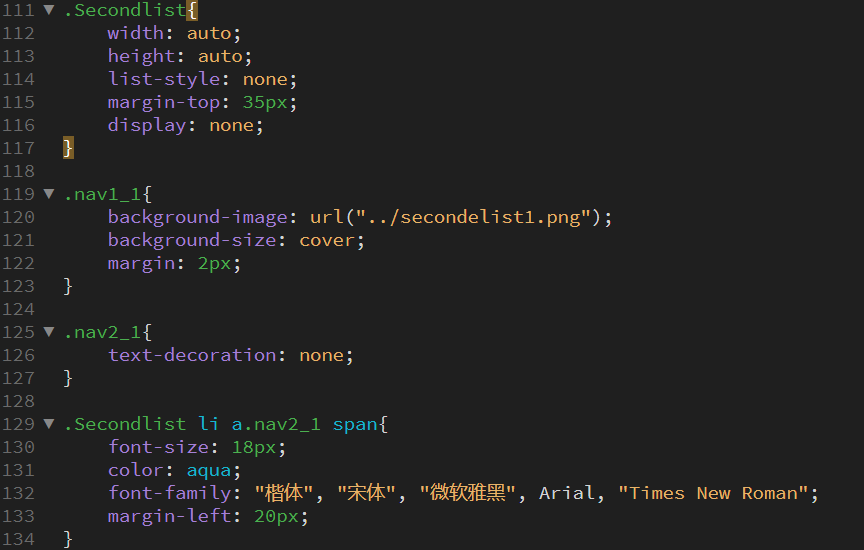 111 ▼ .Secondlist{
112 width: auto;
113 height: auto;
114 list-style: none;
115 margin-top: 35px;
116 display: none;
117 }
118
119 ▼ .nav1_1{
120 background-image: url("../secondelist1.png");
121 background-size: cover;
122 margin: 2px;
123 }
124
125 ▼ .nav2_1{
126 text-decoration: none;
127 }
128
129 ▼ .Secondlist li a.nav2_1 span{
130 font-size: 18px;
131 color: aqua;
132 font-family: "楷体", "宋体", "微软雅黑", Arial, "Times New Roman";
133 margin-left: 20px;
134 }